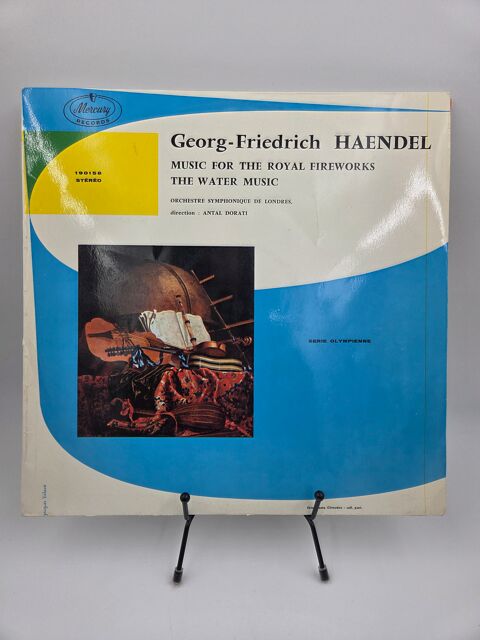 Mercury
RECORDS
190158
STÉRÉO
Georg-Friedrich HAENDEL
MUSIC FOR THE ROYAL FIREWORKS
THE WATER MUSIC
ORCHESTRE SYMPHONIQUE DE LONDRES,
direction : ANTAL DORATI
SERIE OLYMPIENNE